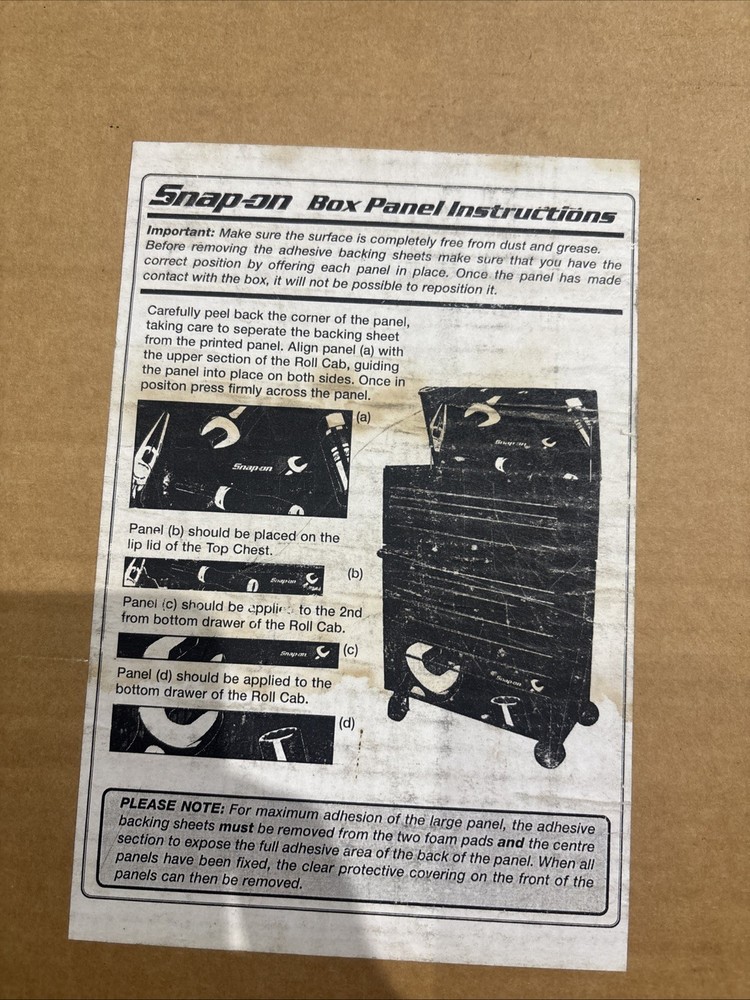 Snap-on Box Panel Instructions
Important: Make sure the surface is completely free from dust and grease.
Before removing the adhesive backing sheets make sure that you have the
correct position by offering each panel in place. Once the panel has made
contact with the box, it will not be possible to reposition it.
Carefully peel back the corner of the panel,
taking care to seperate the backing sheet
from the printed panel. Align panel (a) with
the upper section of the Roll Cab, guiding
the panel into place on both sides. Once in
positon press firmly across the panel.
(a)
Snap-on
Snap-on
Panel (b) should be placed on the
lip lid of the Top Chest.
Snap-on
(b)
Panel (c) should be applied to the 2nd
from bottom drawer of the Roll Cab.
Snap-on
(c)
Snap-on
Panel (d) should be applied to the
bottom drawer of the Roll Cab.
(d)
PLEASE NOTE: For maximum adhesion of the large panel, the adhesive
backing sheets must be removed from the two foam pads and the centre
section to expose the full adhesive area of the back of the panel. When all
panels have been fixed, the clear protective covering on the front of the
panels can then be removed.